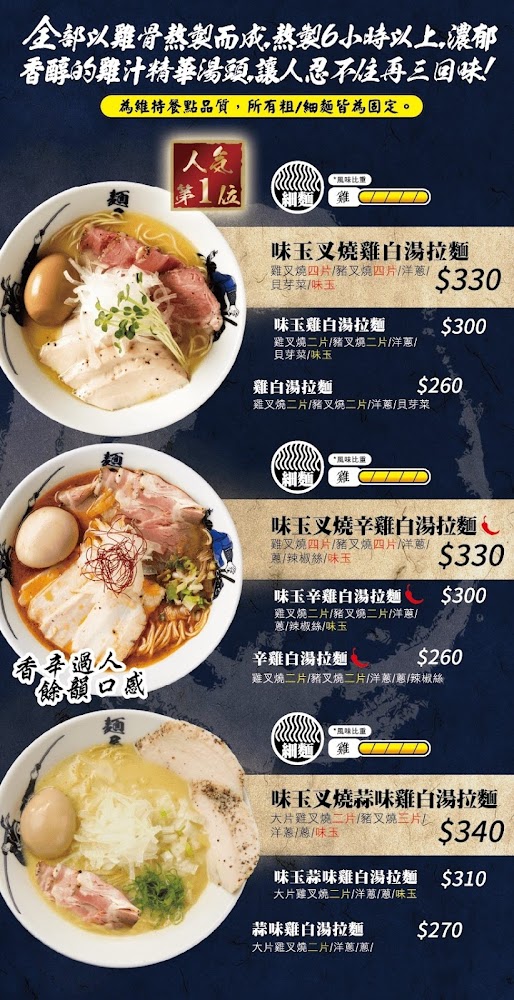 全部以雞骨熬製而成,熬製6小時以上,濃郁
香醇的雞汁精華湯頭,讓人忍不住再三回味!
為維持餐點品質，所有粗/細麵皆為固定。
人気
第1位
麵
細麵
*風味比重
雞
味玉叉燒雞白湯拉麵
雞叉燒四片/豬叉燒四片/洋蔥/
貝芽菜/味玉
$330
味玉雞白湯拉麵
$300
雞叉燒二片/豬叉燒二片/洋蔥/
貝芽菜/味玉
雞白湯拉麵
$260
雞叉燒二片/豬叉燒二片/洋蔥/貝芽菜
麵
細麵
*風味比重
雞
味玉叉燒辛雞白湯拉麵
雞叉燒四片/豬叉燒四片/洋蔥/
蔥/辣椒絲/味玉
$330
味玉辛雞白湯拉麵
$300
雞叉燒二片/豬叉燒二片/洋蔥/
蔥/辣椒絲/味玉
辛雞白湯拉麵
$260
雞叉燒二片/豬叉燒二片/洋蔥/蔥/辣椒絲
香辛過人
餘韻口感
麵
細麵
*風味比重
雞
味玉叉燒蒜味雞白湯拉麵
大片雞叉燒二片/豬叉燒三片/
洋蔥/蔥/味玉
$340
味玉蒜味雞白湯拉麵
$310
大片雞叉燒二片/洋蔥/蔥/味玉
蒜味雞白湯拉麵
$270
大片雞叉燒二片/洋蔥/蔥/